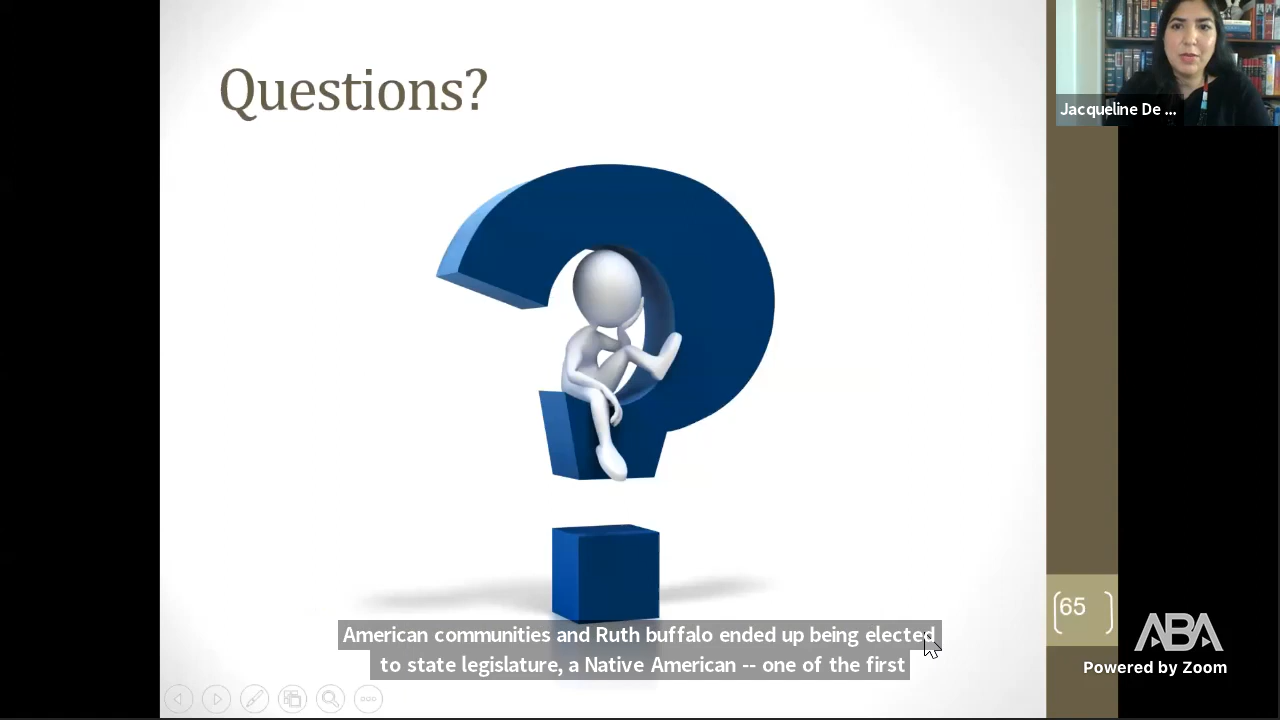 Questions?
Jacqueline De ...
65
American communities and Ruth buffalo ended up being elected
to state legislature, a Native American -- one of the first
ABA
Powered by Zoom